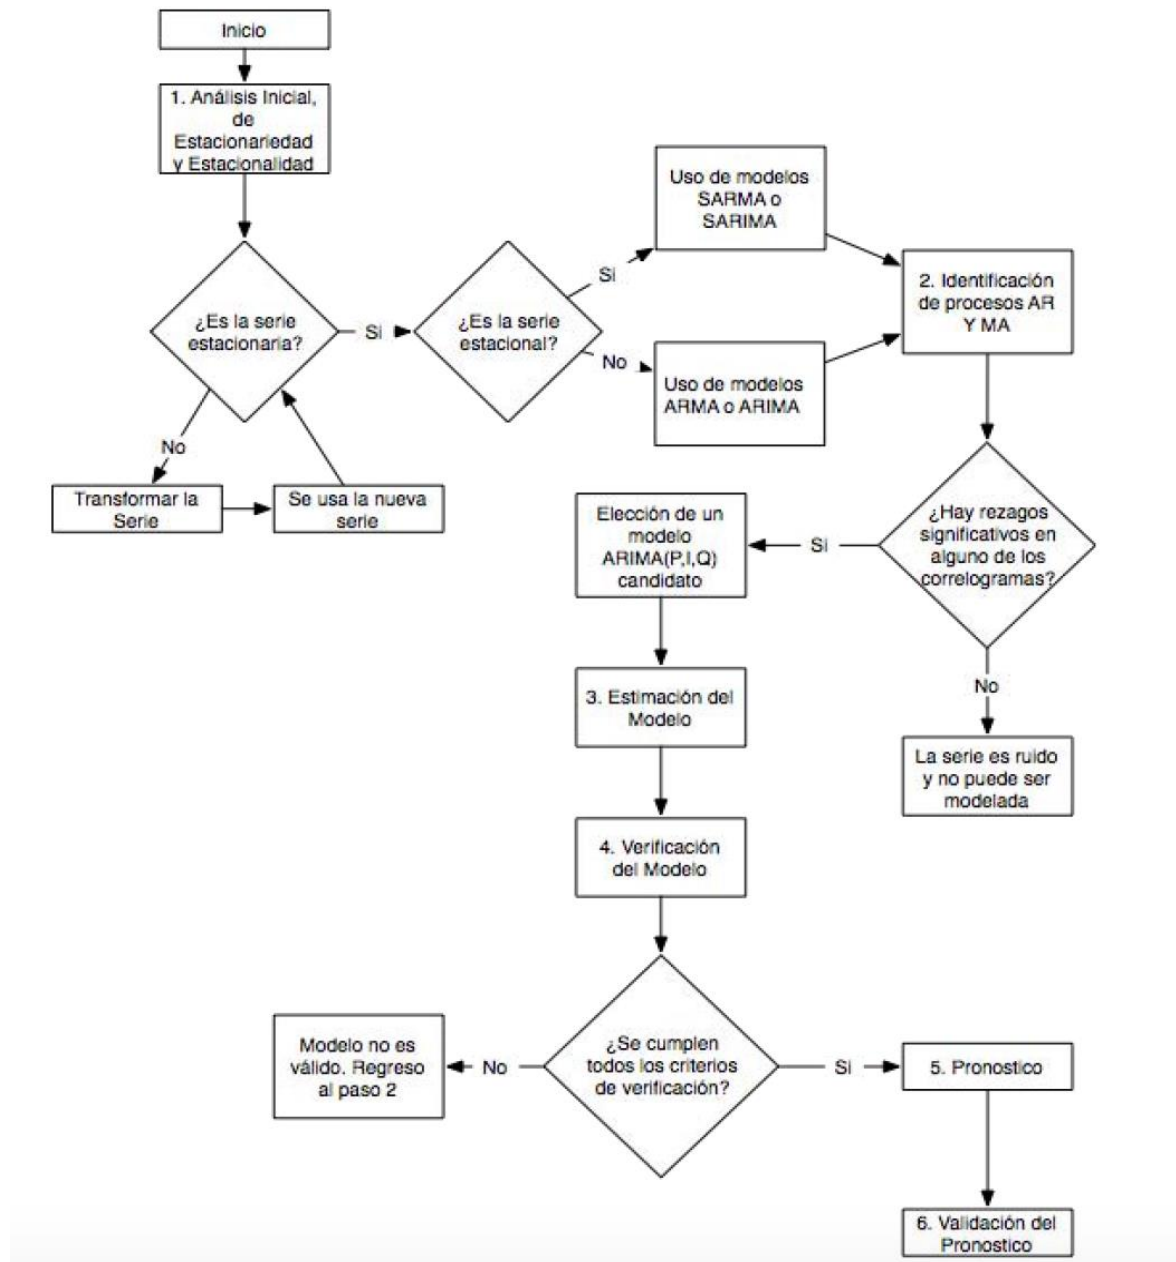 Inicio
1. Análisis Inicial,
de
Estacionariedad
y Estacionalidad
¿Es la serie
estacionaria?
Si
No
Transformar la
Serie
Se usa la nueva
serie
¿Es la serie
estacional?
Si
No
Uso de modelos
SARMA o
SARIMA
Uso de modelos
ARMA o ARIMA
2. Identificación
de procesos AR
Y MA
¿Hay rezagos
significativos en
alguno de los
correlogramas?
Si
No
La serie es ruido
y no puede ser
modelada
Elección de un
modelo
ARIMA(P,I,Q)
candidato
3. Estimación del
Modelo
4. Verificación
del Modelo
¿Se cumplen
todos los criterios
de verificación?
No
Modelo no es
válido. Regreso
al paso 2
Si
5. Pronostico
6. Validación del
Pronostico